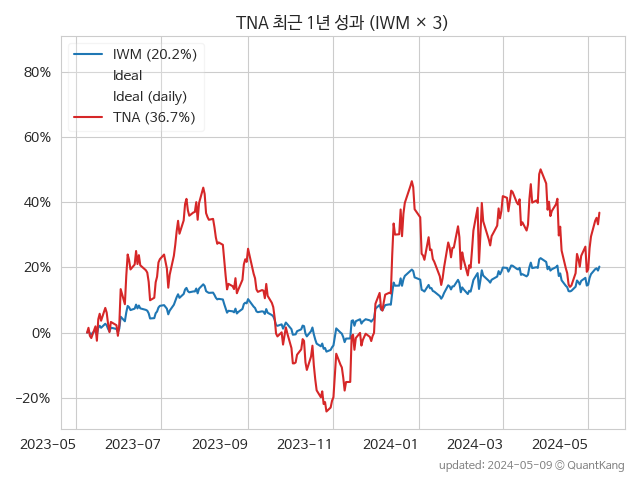 TNA 최근 1년 성과 (IWM × 3)
IWM (20.2%)
Ideal
Ideal (daily)
TNA (36.7%)
80%
60%
40%
20%
0%
−20%
2023-05
2023-07
2023-09
2023-11
2024-01
2024-03
2024-05
updated: 2024-05-09 © QuantKang